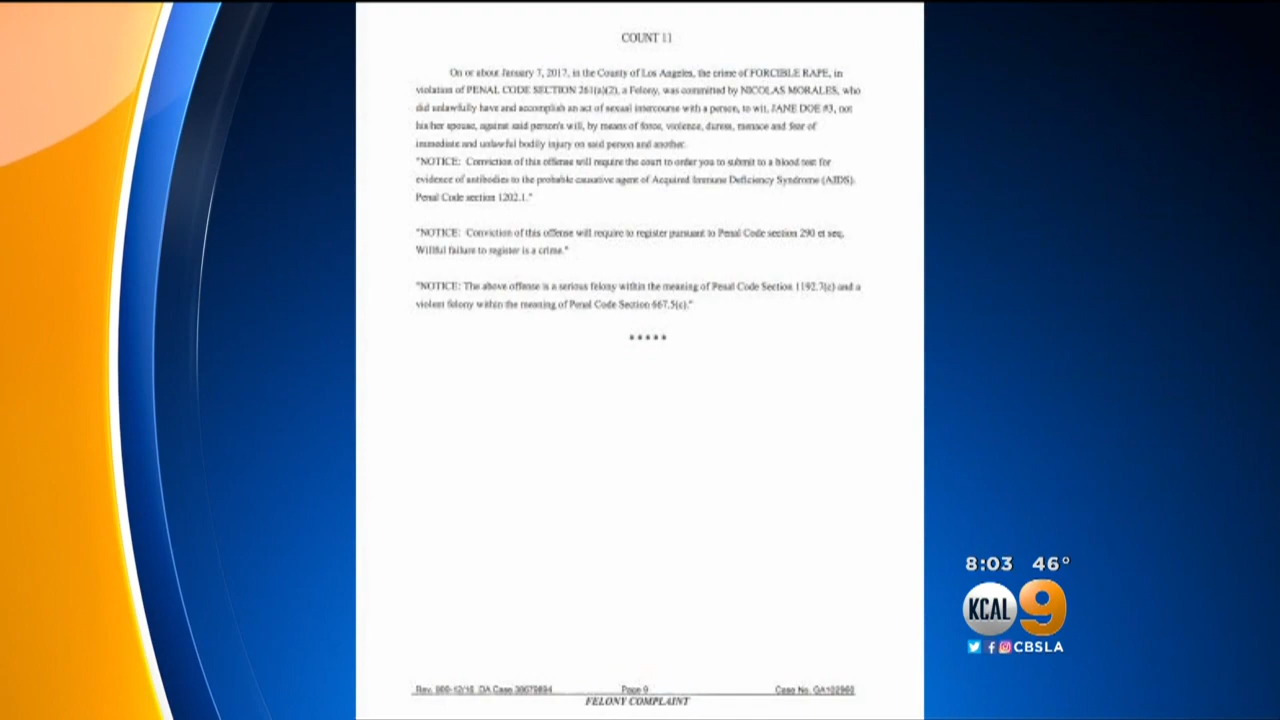 COUNT 11
On or about January 7, 2017, in the County of Los Angeles, the crime of FORCIBLE RAPE, in
violation of PENAL CODE SECTION 261(a)(2), a Felony, was committed by NICOLAS MORALES, who
did unlawfully have and accomplish an act of sexual intercourse with a person, to wit, JANE DOE #3, not
his/her spouse, against said person's will, by means of force, violence, duress, menace and fear of
immediate and unlawful bodily injury on said person and another.
"NOTICE: Conviction of this offense will require the court to order you to submit to a blood test for
evidence of antibodies to the probable causative agent of Acquired Immune Deficiency Syndrome (AIDS).
Penal Code section 1202.1."
"NOTICE: Conviction of this offense will require to register pursuant to Penal Code section 290 et seq.
Willful failure to register is a crime."
"NOTICE: The above offense is a serious felony within the meaning of Penal Code Section 1192.7(c) and a
violent felony within the meaning of Penal Code Section 667.5(c)."
* * * * *
8:03 46°
KCAL 9
CBSLA
Rev. DA Case Page 9 Case No.
FELONY COMPLAINT